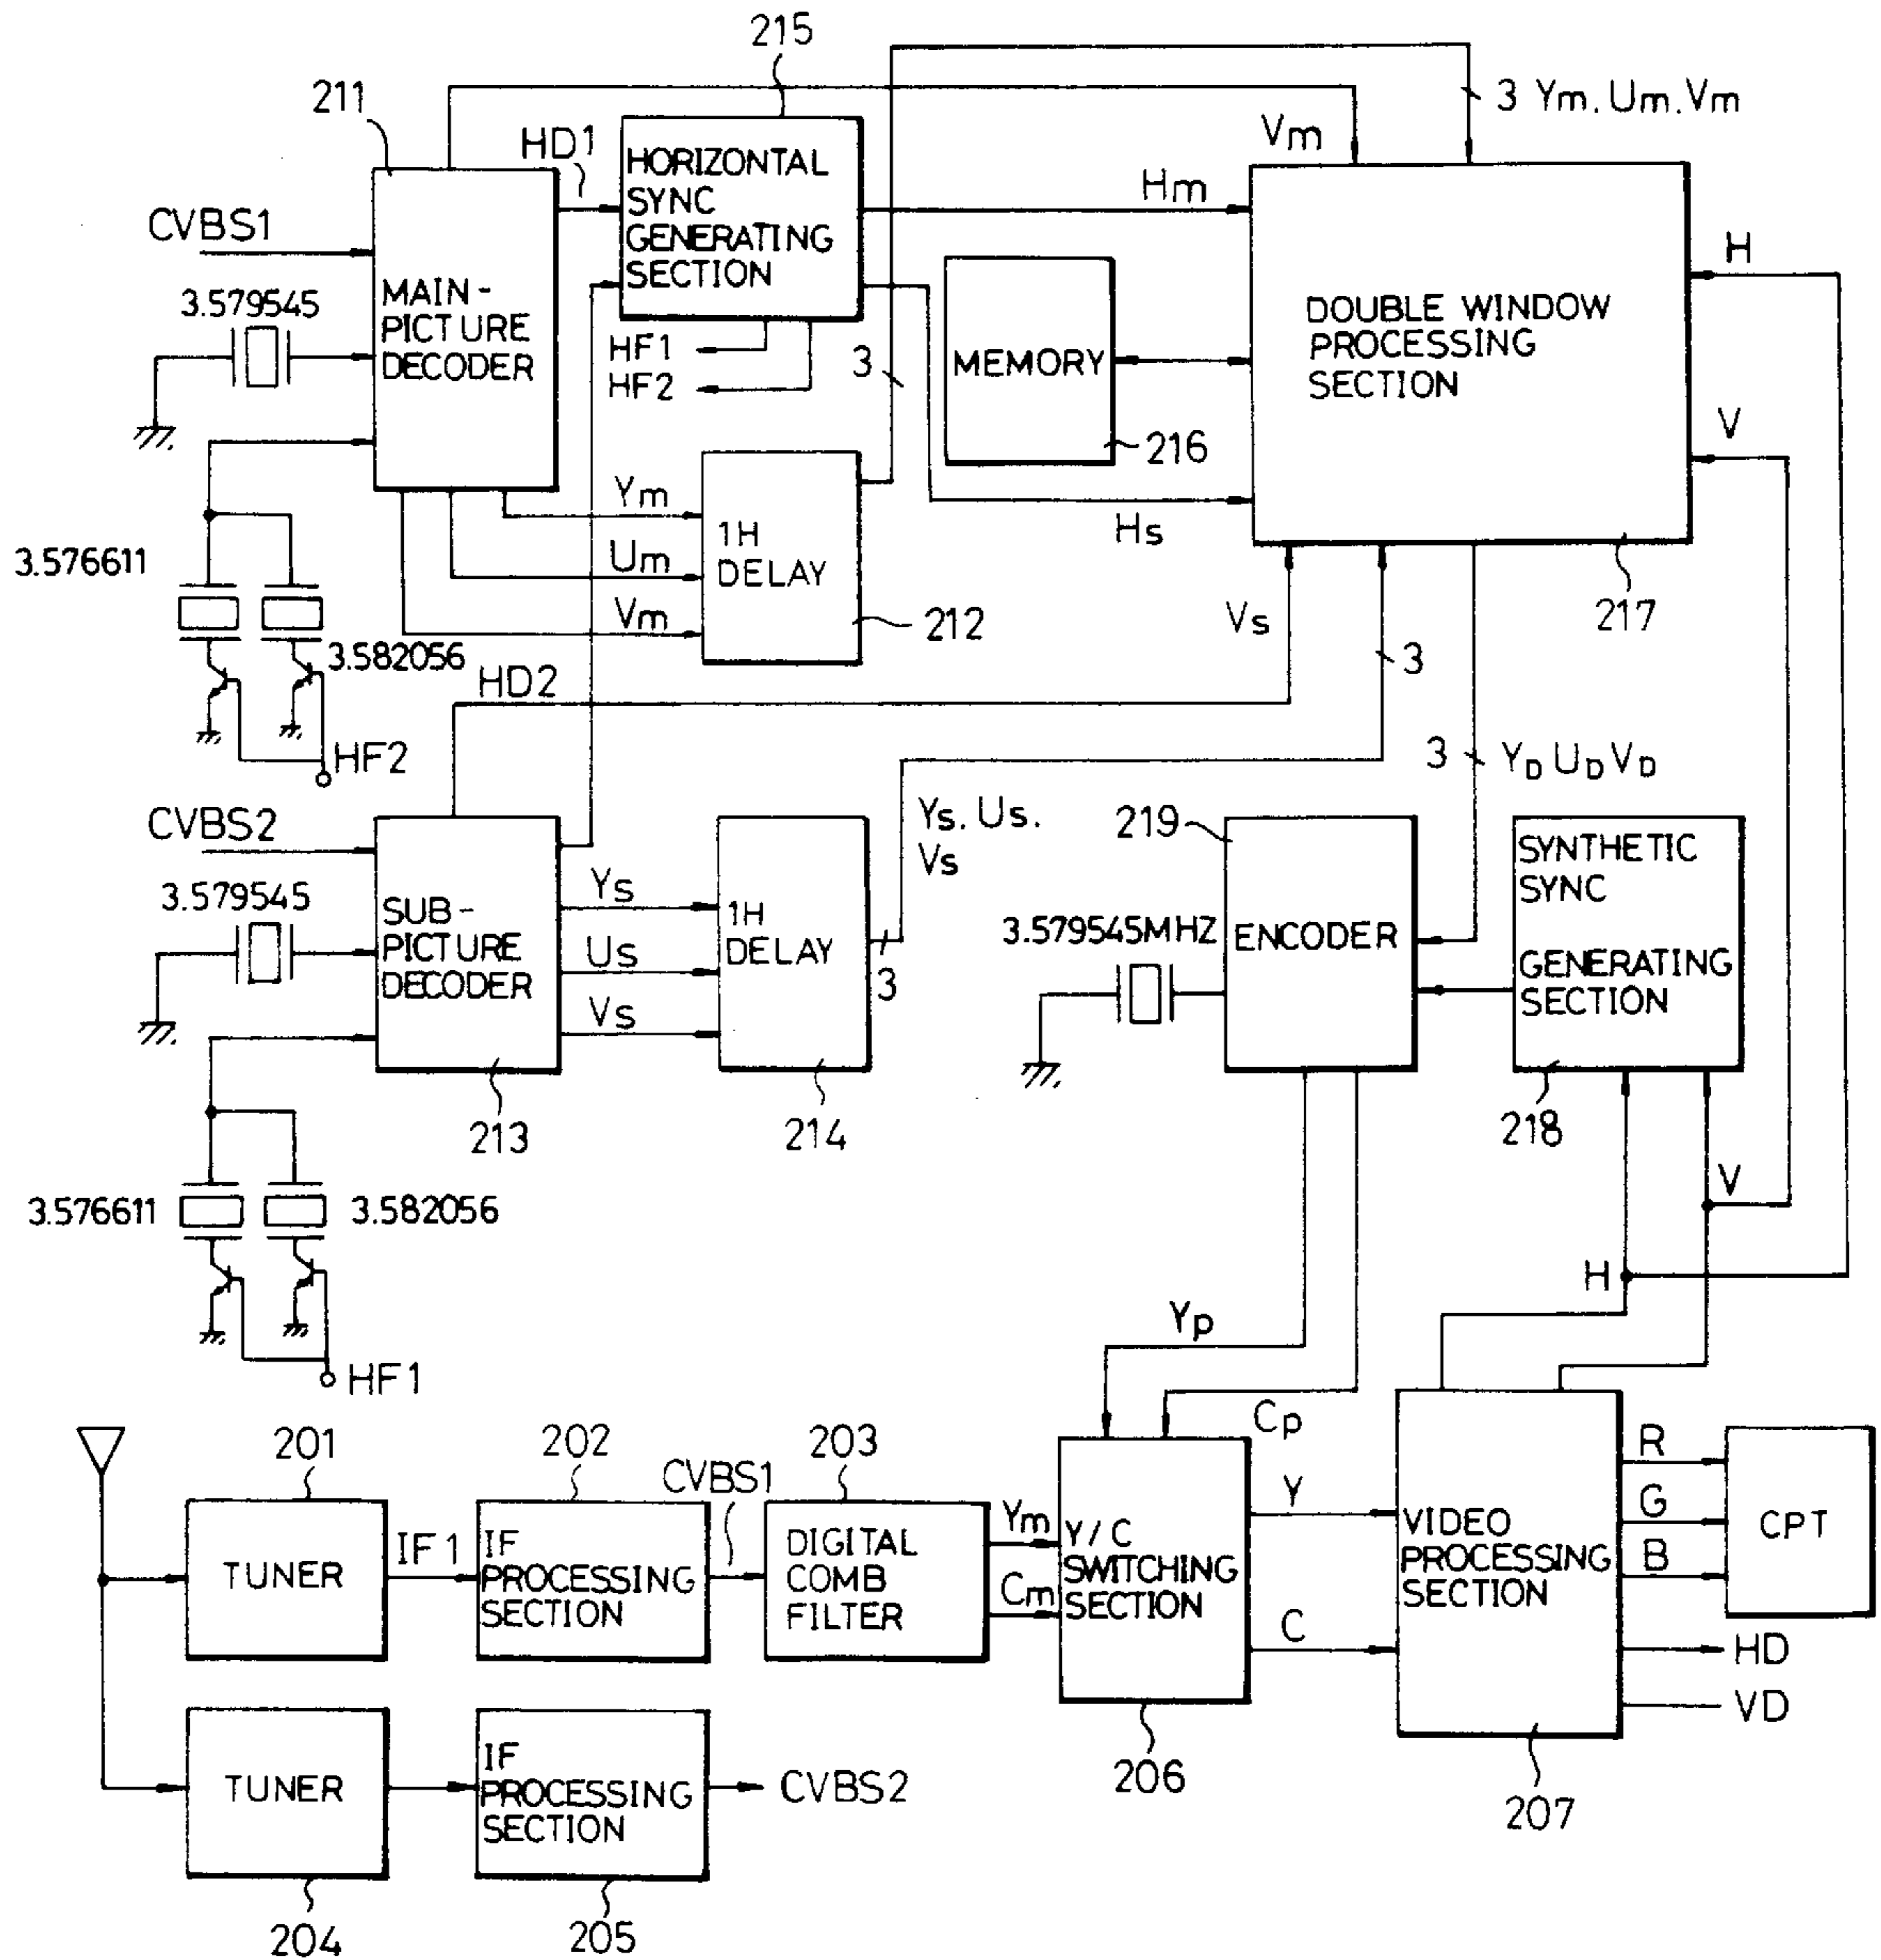 215
211
3 Ym. Um. Vm
HD1
Vm
HORIZONTAL
SYNC
GENERATING
SECTION
Hm
CVBS1
H
MAIN-
PICTURE
DECODER
3.579545
DOUBLE WINDOW
PROCESSING
SECTION
HF1
HF2
3
MEMORY
V
216
Ym
Um
Vm
1H
DELAY
Hs
3.576611
212
Vs
217
3.582056
3
HD2
HF2
3 YD UD VD
CVBS2
Ys. Us.
Vs
219
SYNTHETIC
SYNC
GENERATING
SECTION
3.579545
SUB-
PICTURE
DECODER
Ys
Us
Vs
1H
DELAY
3
3.579545MHZ
ENCODER
213
214
218
V
3.576611
3.582056
H
Yp
HF1
Cp
201
202
203
CVBS1
R
G
B
CPT
TUNER
IF1
IF
PROCESSING
SECTION
DIGITAL
COMB
FILTER
Ym
Cm
Y/C
SWITCHING
SECTION
Y
C
VIDEO
PROCESSING
SECTION
HD
VD
TUNER
IF
PROCESSING
SECTION
CVBS2
206
207
204
205